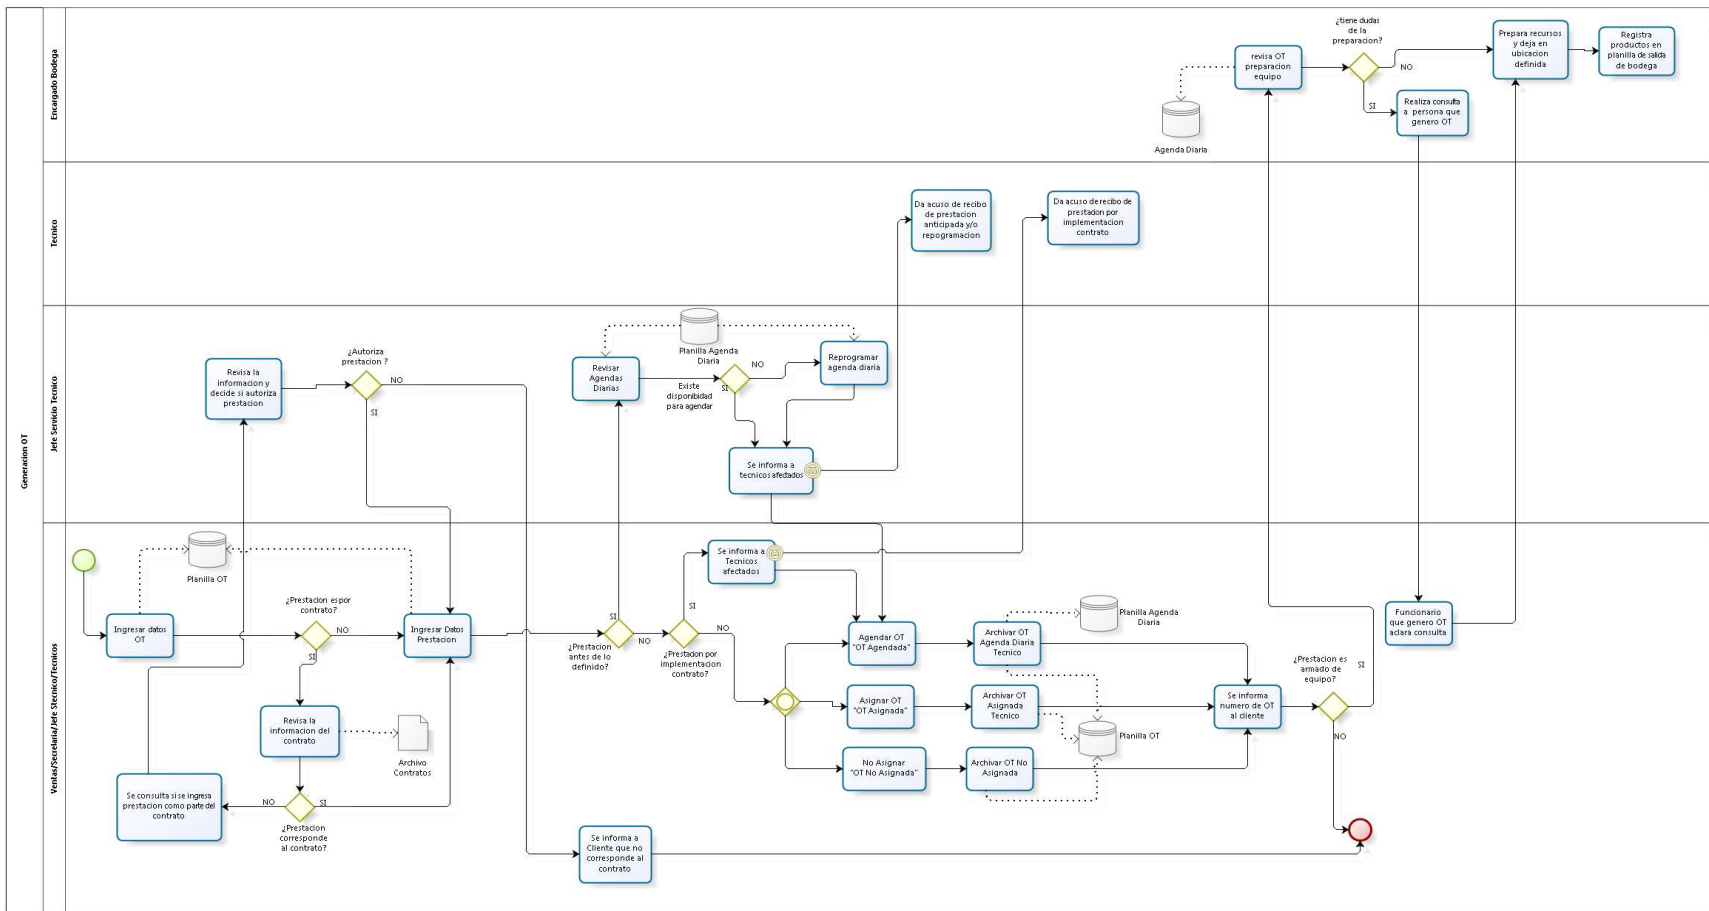 Generacion OT
Encargado Bodega
¿tiene dudas
de la
preparacion?
revisa OT
preparacion
equipo
NO
SI
Prepara recursos
y deja en
ubicacion
definida
Registra
productos en
planilla de salida
de bodega
Realiza consulta
a persona que
genero OT
Agenda Diaria
Tecnico
Da acuso de recibo
de prestacion
anticipada y/o
repogramacion
Da acuso de recibo de
prestacion por
implementacion
contrato
Jefe Servicio Tecnico
Revisa la
informacion y
decide si autoriza
prestacion
¿Autoriza
prestacion ?
NO
SI
Planilla Agenda
Diaria
Revisar
Agendas
Diarias
Existe
disponibidad
para agendar
NO
SI
Reprogramar
agenda diaria
Se informa a
tecnicos afectados
Ventas/Secretaria/Jefe Stecnico/Tecnicos
Planilla OT
Ingresar datos
OT
¿Prestacion es por
contrato?
NO
SI
Ingresar Datos
Prestacion
Revisa la
informacion del
contrato
Archivo
Contratos
Se consulta si se ingresa
prestacion como parte del
contrato
NO
SI
¿Prestacion
corresponde
al contrato?
SI
NO
¿Prestacion
antes de lo
definido?
SI
NO
¿Prestacion por
implementacion
contrato?
Se informa a
Tecnicos
afectados
Agendar OT
"OT Agendada"
Archivar OT
Agenda Diaria
Tecnico
Planilla Agenda
Diaria
Asignar OT
"OT Asignada"
Archivar OT
Asignada
Tecnico
Planilla OT
No Asignar
"OT No Asignada"
Archivar OT No
Asignada
Se informa
numero de OT
al cliente
¿Prestacion es
armado de
equipo?
SI
NO
Funcionario
que genero OT
aclara consulta
Se informa a
Cliente que no
corresponde al
contrato